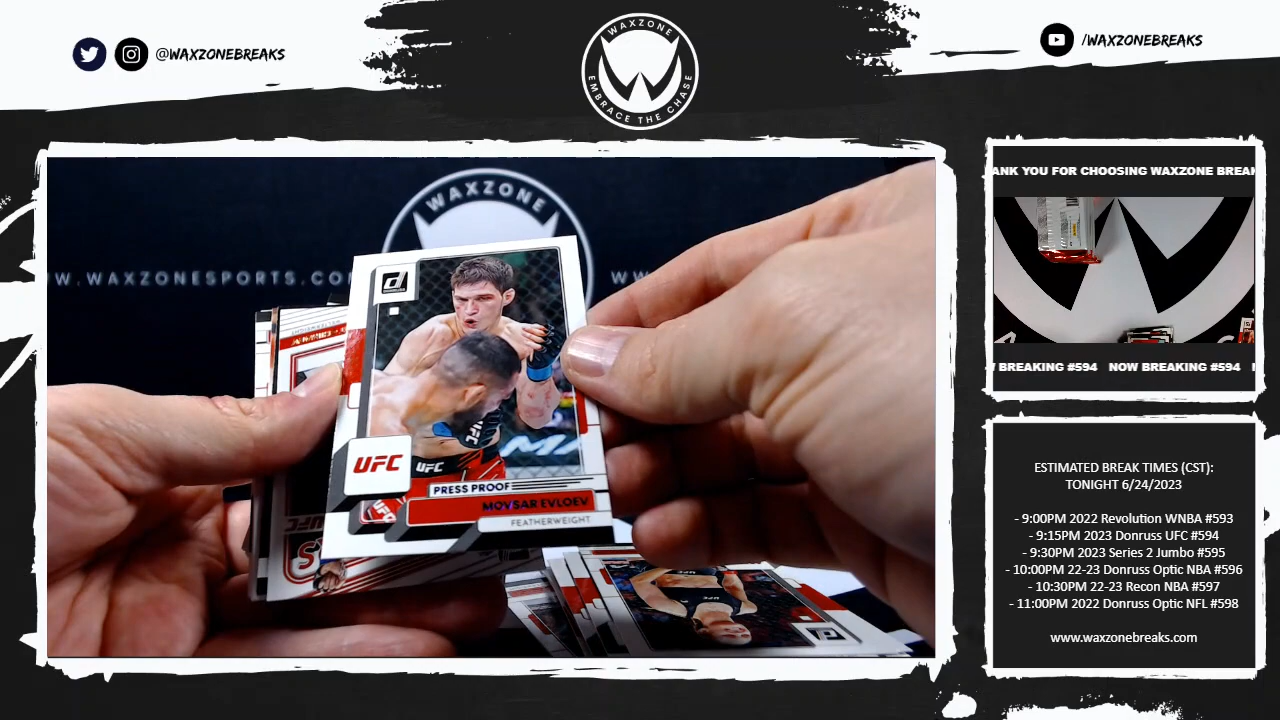 @WAXZONEBREAKS
WAXZONE
EMBRACE THE CHASE
/WAXZONEBREAKS
WAXZONE
W.WAXZONESPORTS.CO
WW
UFC
UFC
PRESS PROOF
MOVSAR EVLOEV
FEATHERWEIGHT
ANK YOU FOR CHOOSING WAXZONE BREA
BREAKING #594 NOW BREAKING #594
ESTIMATED BREAK TIMES (CST):
TONIGHT 6/24/2023
- 9:00PM 2022 Revolution WNBA #593
- 9:15PM 2023 Donruss UFC #594
- 9:30PM 2023 Series 2 Jumbo #595
- 10:00PM 22-23 Donruss Optic NBA #596
- 10:30PM 22-23 Recon NBA #597
- 11:00PM 2022 Donruss Optic NFL #598
www.waxzonebreaks.com